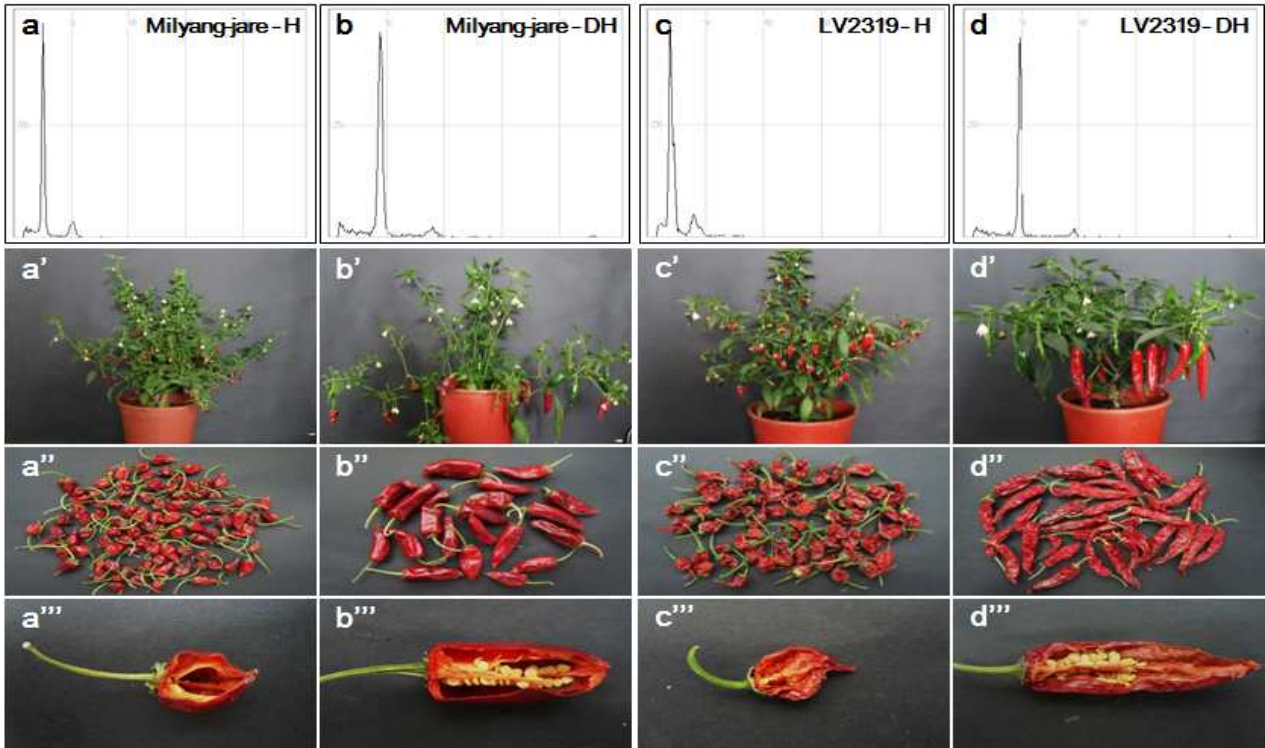 a Milyang-jare - H
b Milyang-jare - DH
c LV2319 - H
d LV2319 - DH
a’
b’
c’
d’
a’’
b’’
c’’
d’’
a’’’
b’’’
c’’’
d’’’